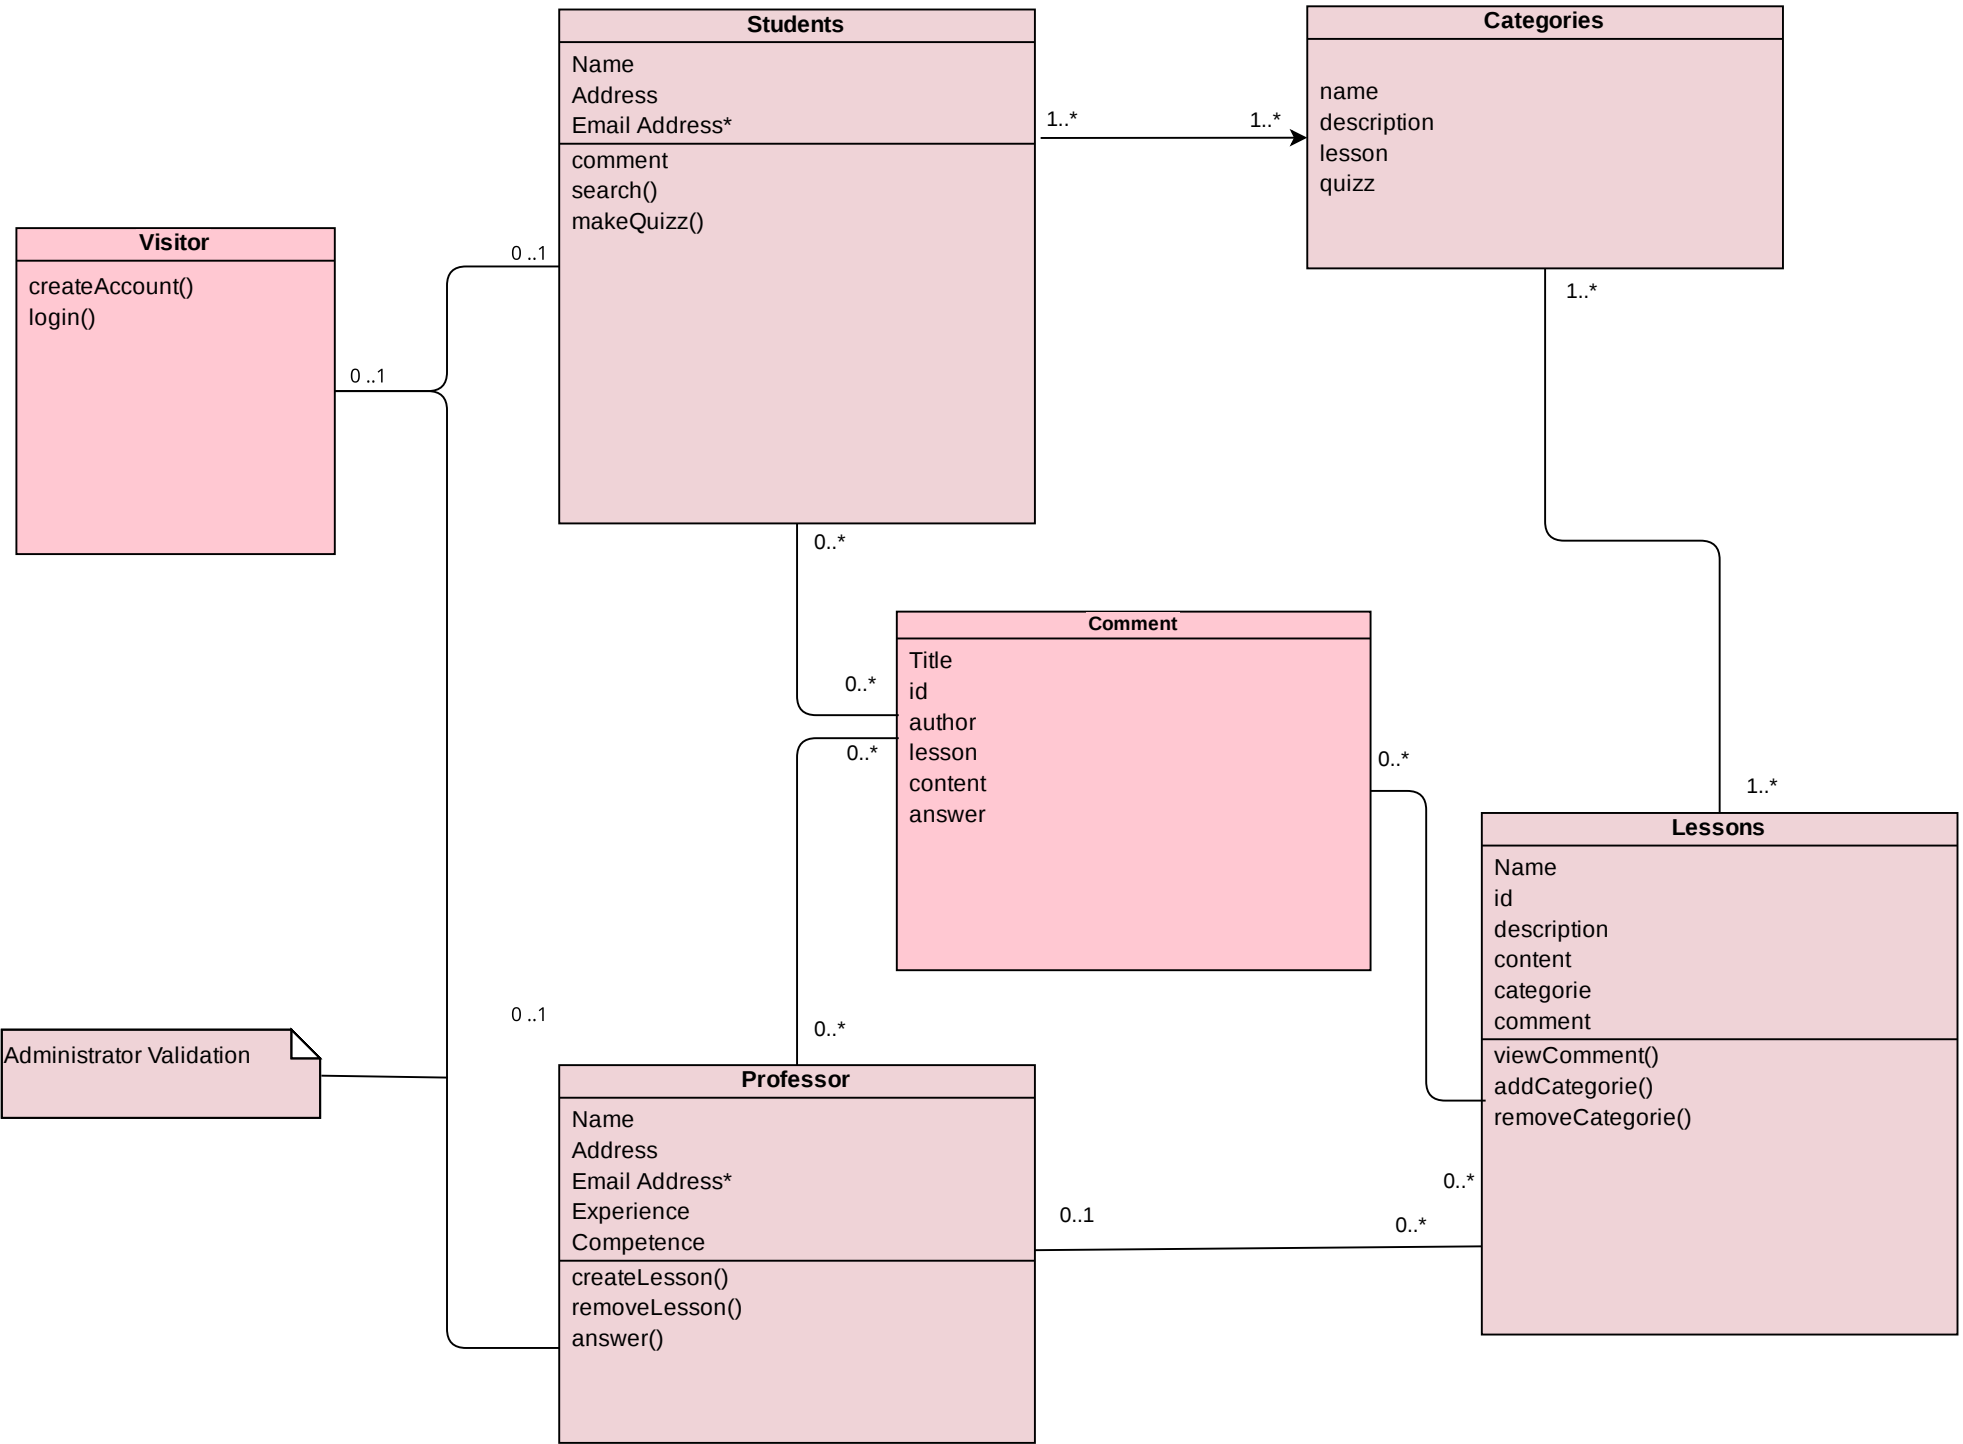 Students
Name
Address
Email Address*
comment
search()
makeQuizz()
Categories
name
description
lesson
quizz
1..*
1..*
Visitor
createAccount()
login()
0 ..1
0 ..1
1..*
0..*
Comment
Title
id
author
lesson
content
answer
0..*
0..*
0..*
1..*
Lessons
Name
id
description
content
categorie
comment
viewComment()
addCategorie()
removeCategorie()
0 ..1
0..*
Administrator Validation
Professor
Name
Address
Email Address*
Experience
Competence
createLesson()
removeLesson()
answer()
0..1
0..*
0..*